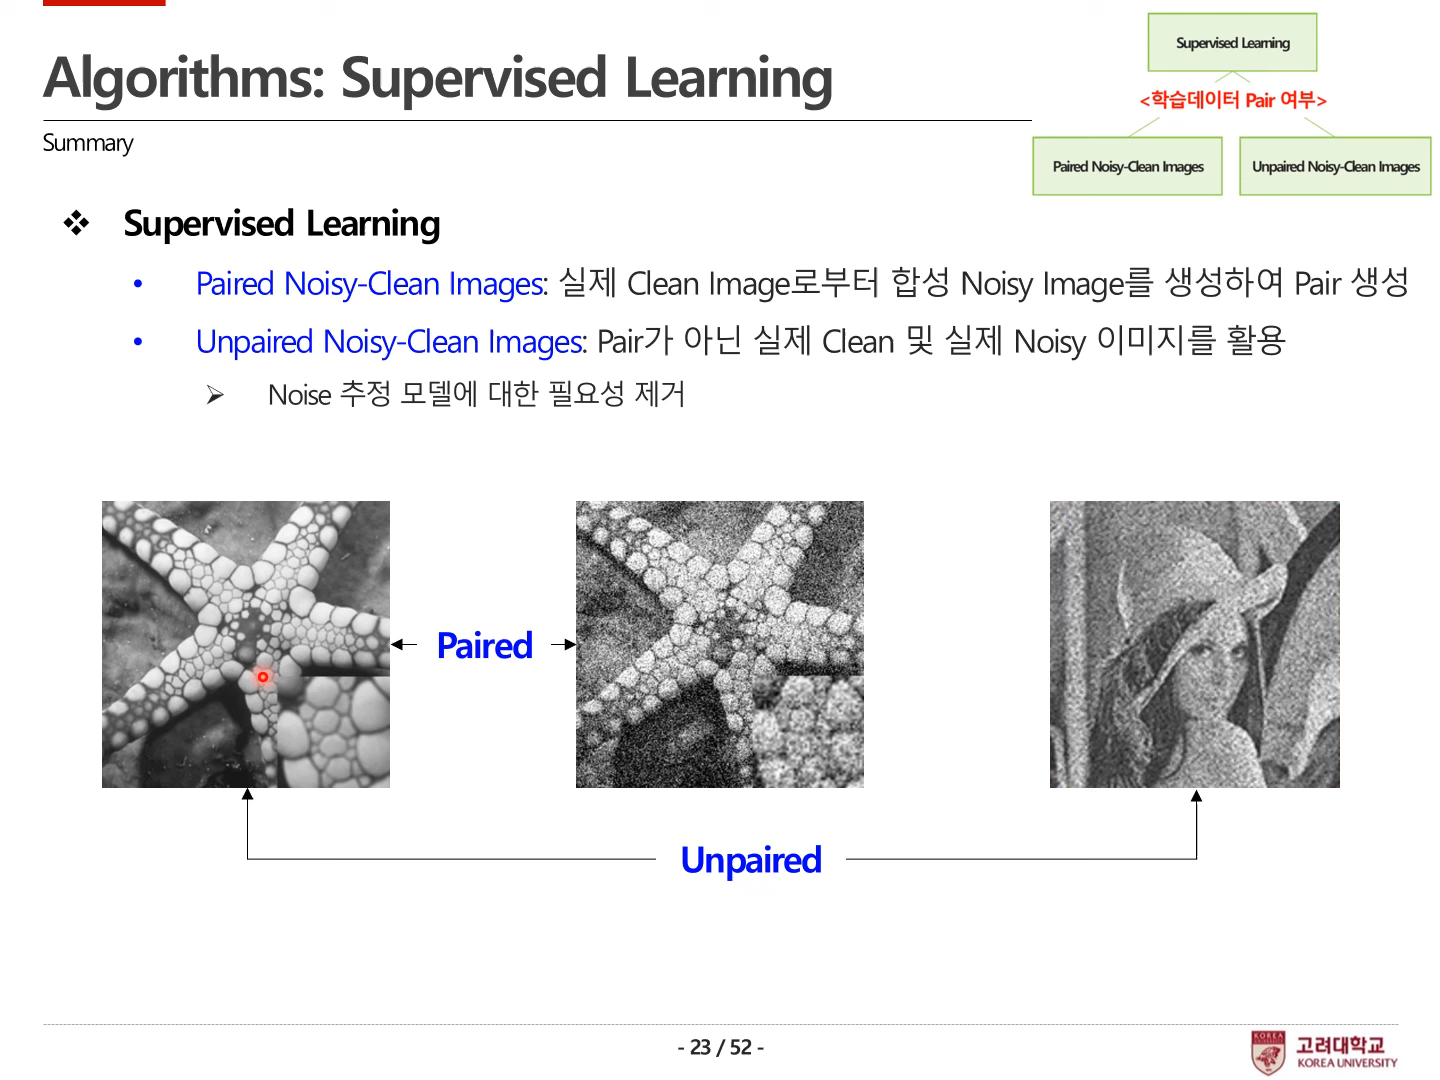 Algorithms: Supervised Learning
Summary
Supervised Learning
<학습데이터 Pair 여부>
Paired Noisy-Clean Images
Unpaired Noisy-Clean Images
❖ Supervised Learning
• Paired Noisy-Clean Images: 실제 Clean Image로부터 합성 Noisy Image를 생성하여 Pair 생성
• Unpaired Noisy-Clean Images: Pair가 아닌 실제 Clean 및 실제 Noisy 이미지를 활용
➢ Noise 추정 모델에 대한 필요성 제거
Paired
Unpaired
- 23 / 52 -
KOREA
고려대학교
KOREA UNIVERSITY